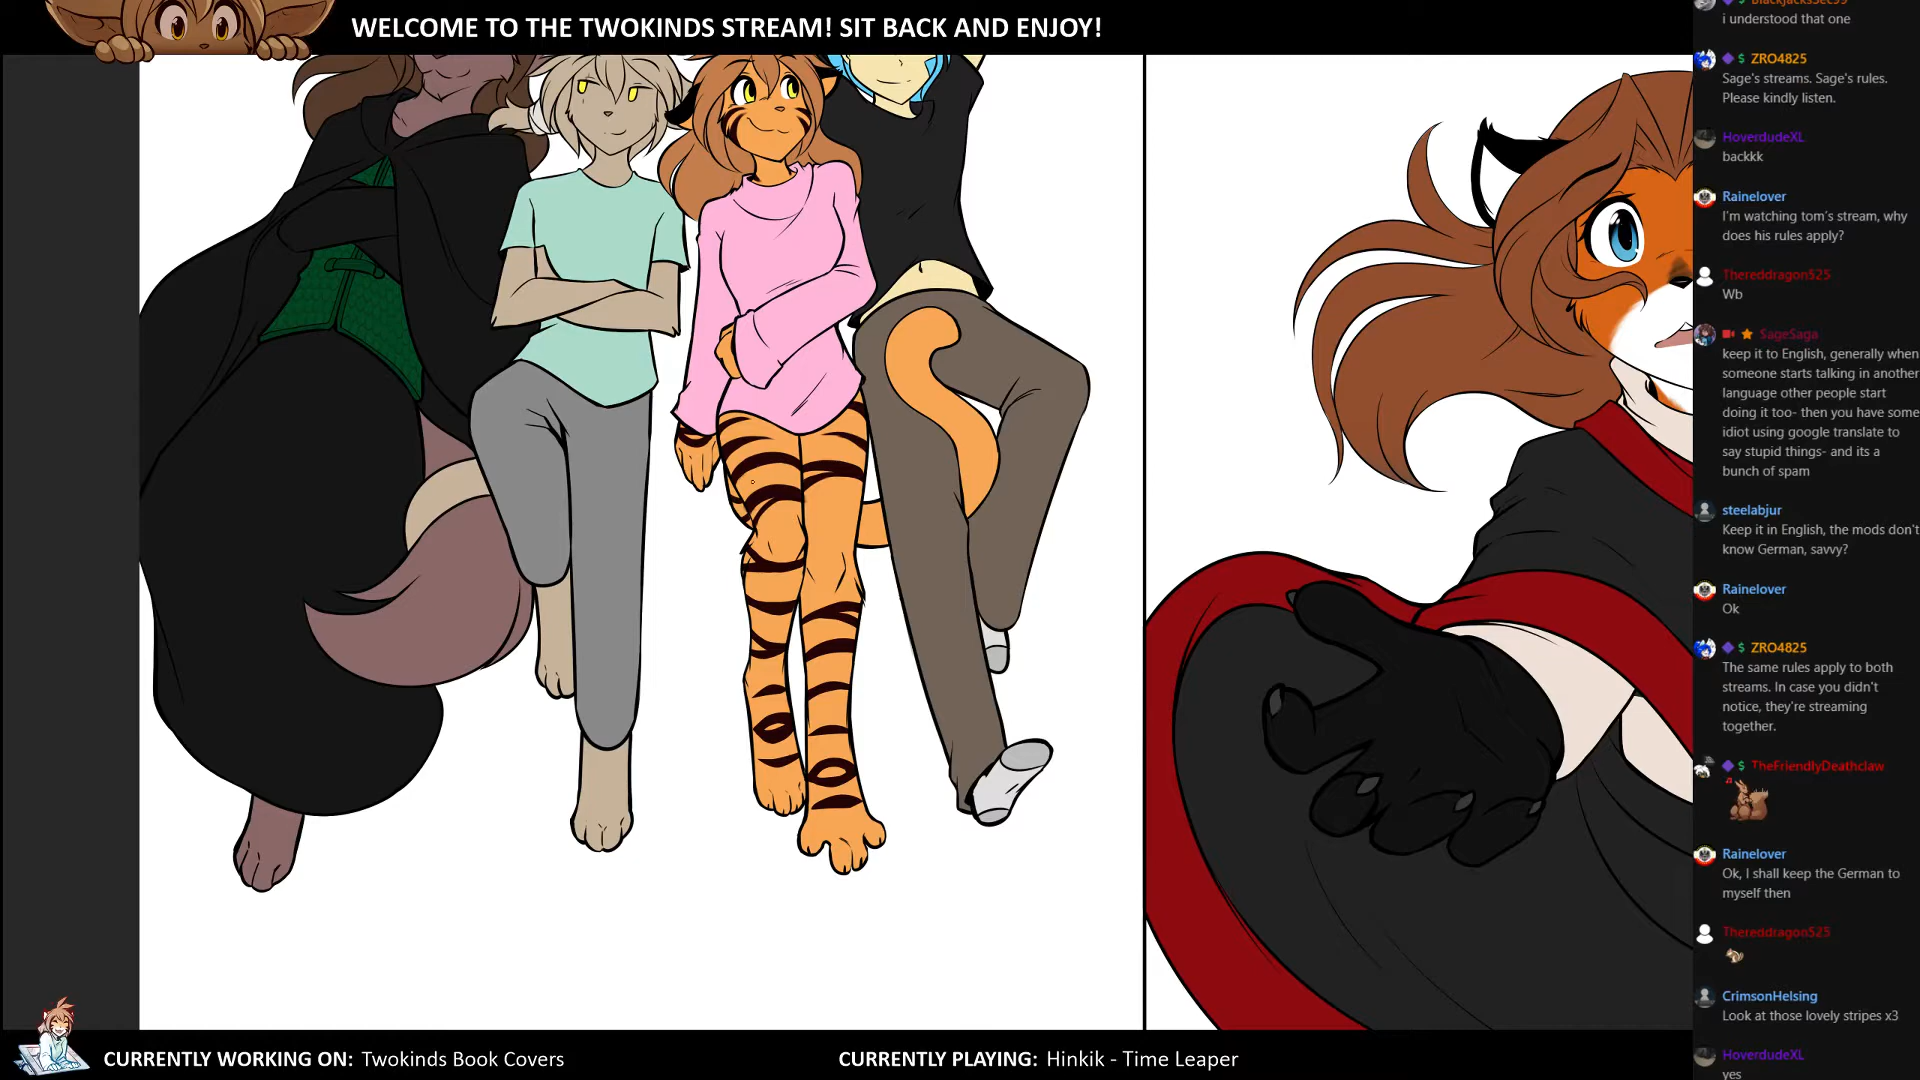 WELCOME TO THE TWOKINDS STREAM! SIT BACK AND ENJOY!
BlackjacksSec99
i understood that one
$ ZRO4825
Sage's streams. Sage's rules.
Please kindly listen.
HoverdudeXL
backkk
Rainelover
I'm watching tom's stream, why
does his rules apply?
Thereddragon525
Wb
SageSaga
keep it to English, generally when
someone starts talking in another
language other people start
doing it too- then you have some
idiot using google translate to
say stupid things- and its a
bunch of spam
steelabjur
Keep it in English, the mods don't
know German, savvy?
Rainelover
Ok
$ ZRO4825
The same rules apply to both
streams. In case you didn't
notice, they're streaming
together.
$ TheFriendlyDeathclaw
Rainelover
Ok, I shall keep the German to
myself then
Thereddragon525
CrimsonHelsing
Look at those lovely stripes x3
HoverdudeXL
yes
CURRENTLY WORKING ON: Twokinds Book Covers
CURRENTLY PLAYING: Hinkik - Time Leaper